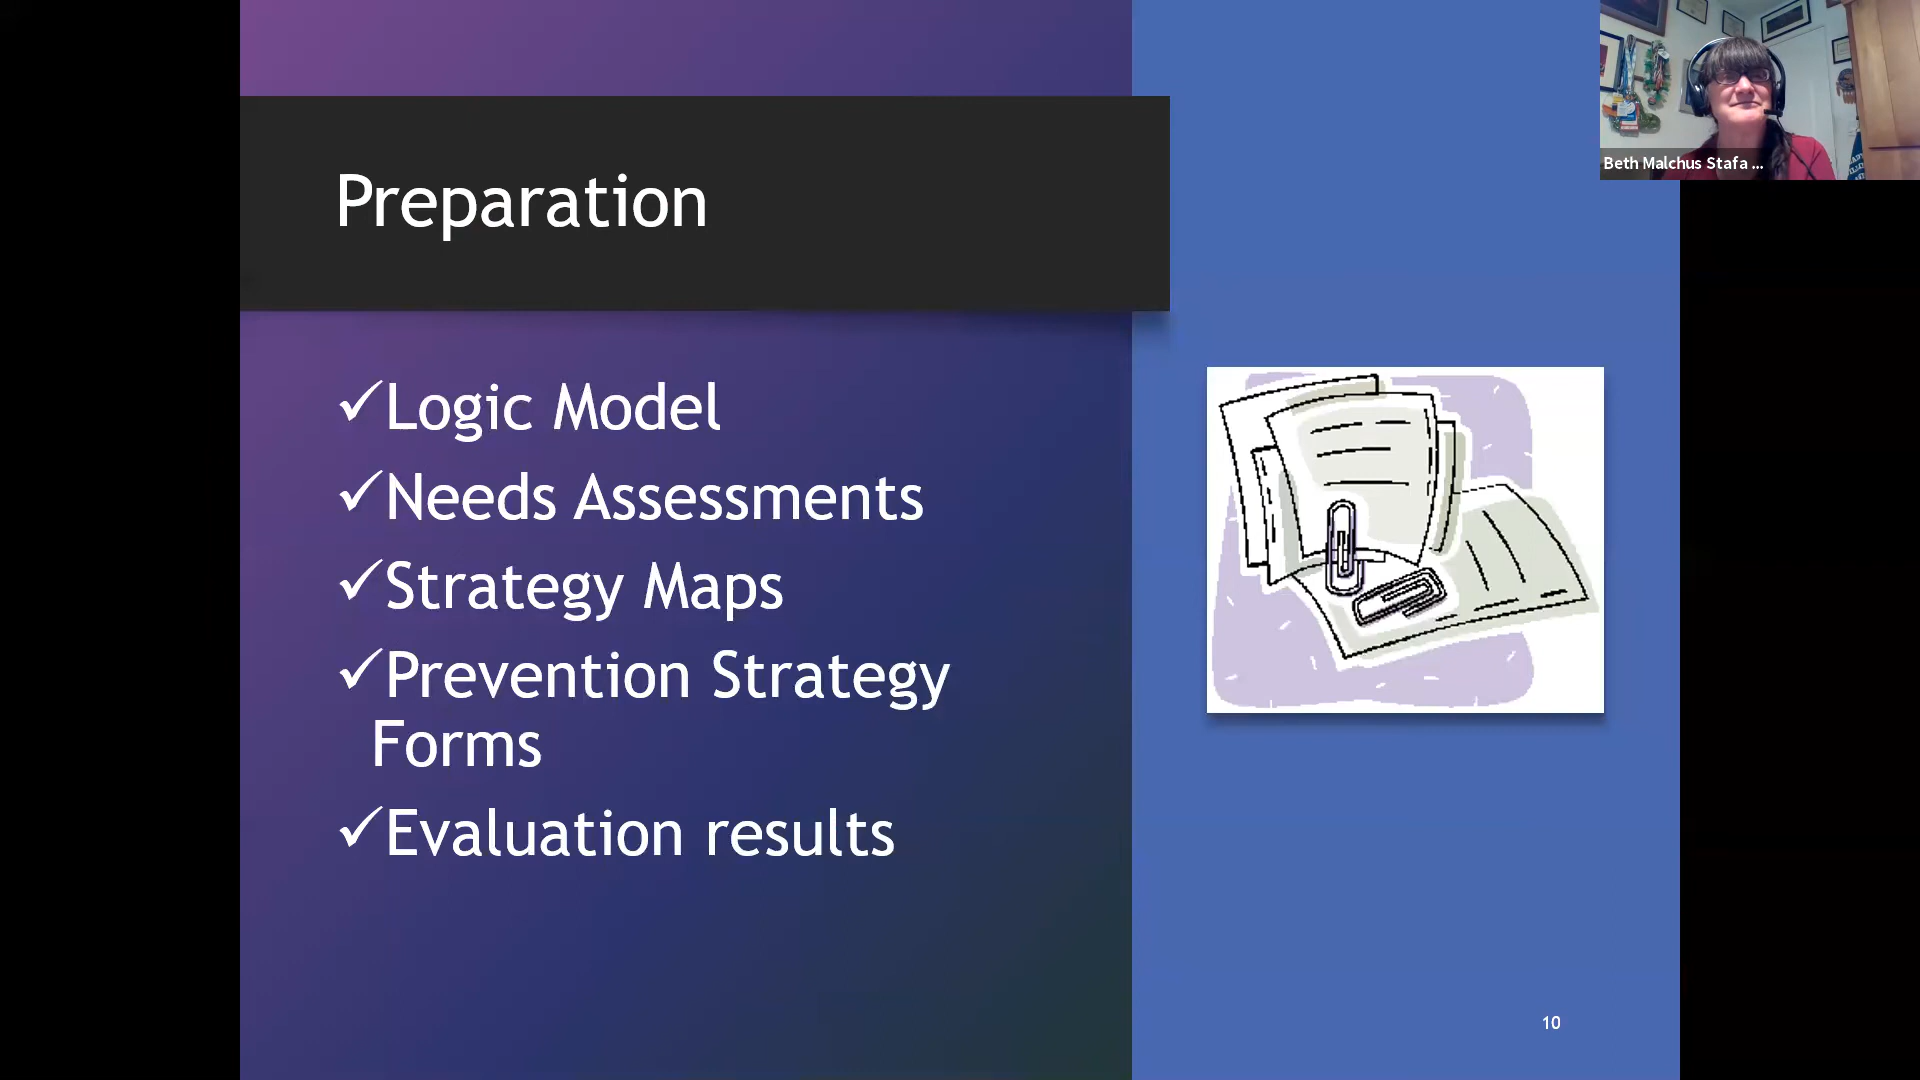 Preparation
✓Logic Model
✓Needs Assessments
✓Strategy Maps
✓Prevention Strategy
Forms
✓Evaluation results
10
Beth Malchus Stafa ...